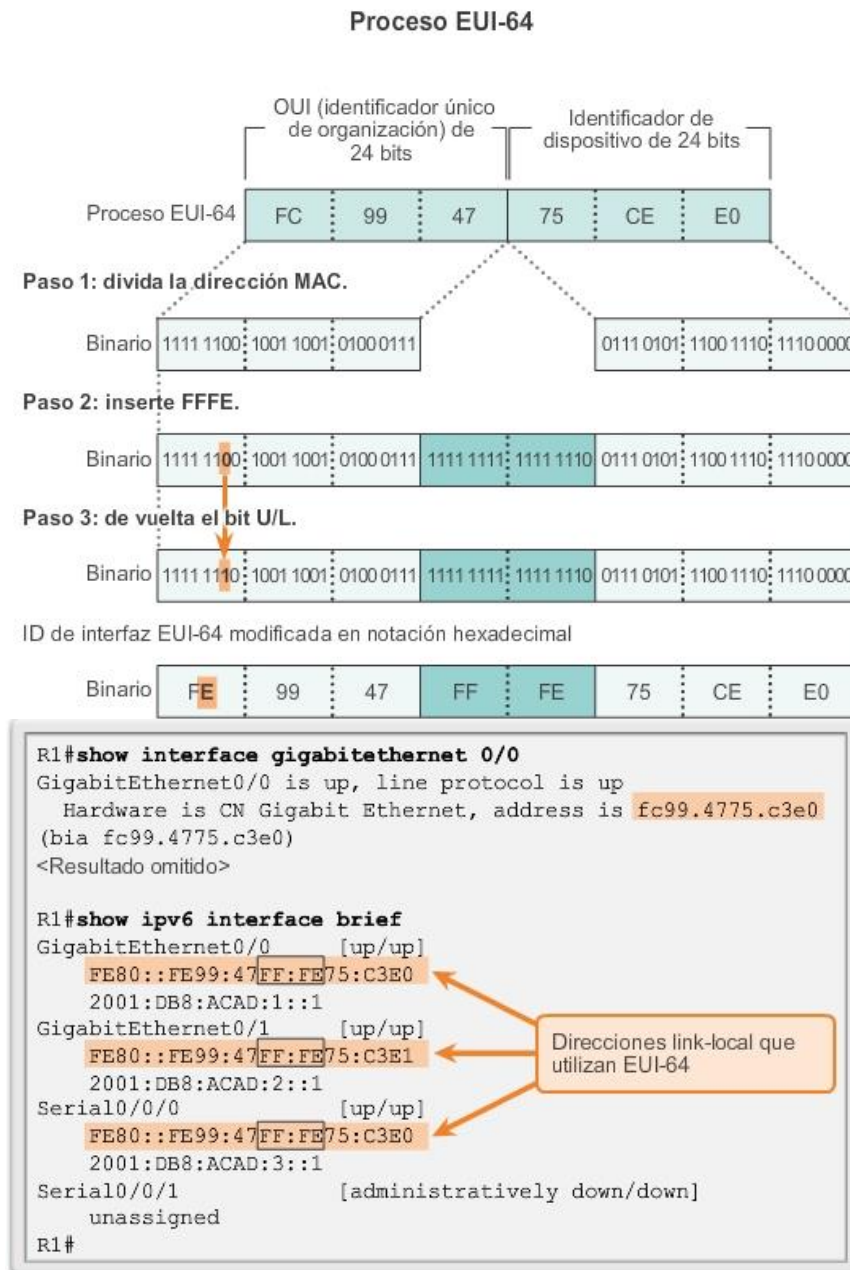 Proceso EUI-64
OUI (identificador único
de organización) de
24 bits
Identificador de
dispositivo de 24 bits
Proceso EUI-64 FC 99 47 75 CE E0
Paso 1: divida la dirección MAC.
Binario 1111 1100 1001 1001 0100 0111 0111 0101 1100 1110 1110 0000
Paso 2: inserte FFFE.
Binario 1111 1100 1001 1001 0100 0111 1111 1111 1111 1110 0111 0101 1100 1110 1110 0000
Paso 3: de vuelta el bit U/L.
Binario 1111 1110 1001 1001 0100 0111 1111 1111 1111 1110 0111 0101 1100 1110 1110 0000
ID de interfaz EUI-64 modificada en notación hexadecimal
Binario FE 99 47 FF FE 75 CE E0
R1#show interface gigabitethernet 0/0
GigabitEthernet0/0 is up, line protocol is up
Hardware is CN Gigabit Ethernet, address is fc99.4775.c3e0
(bia fc99.4775.c3e0)
<Resultado omitido>
R1#show ipv6 interface brief
GigabitEthernet0/0 [up/up]
FE80::FE99:47FF:FE75:C3E0
2001:DB8:ACAD:1::1
GigabitEthernet0/1 [up/up]
FE80::FE99:47FF:FE75:C3E1
2001:DB8:ACAD:2::1
Serial0/0/0 [up/up]
FE80::FE99:47FF:FE75:C3E0
2001:DB8:ACAD:3::1
Serial0/0/1 [administratively down/down]
unassigned
R1#
Direcciones link-local que
utilizan EUI-64